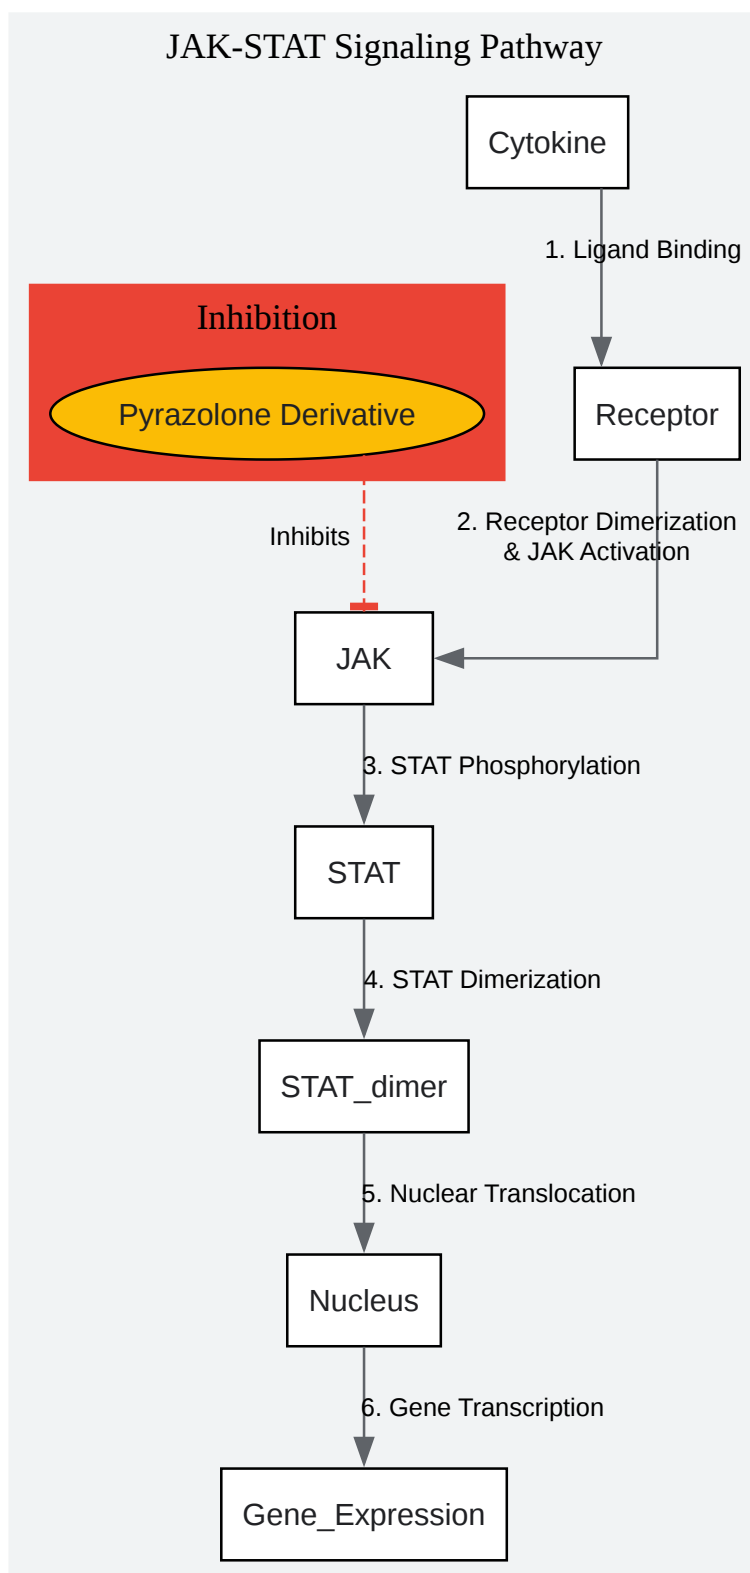 JAK-STAT Signaling Pathway
Cytokine
1. Ligand Binding
Inhibition
Pyrazolone Derivative
Receptor
2. Receptor Dimerization
& JAK Activation
Inhibits
JAK
3. STAT Phosphorylation
STAT
4. STAT Dimerization
STAT_dimer
5. Nuclear Translocation
Nucleus
6. Gene Transcription
Gene_Expression